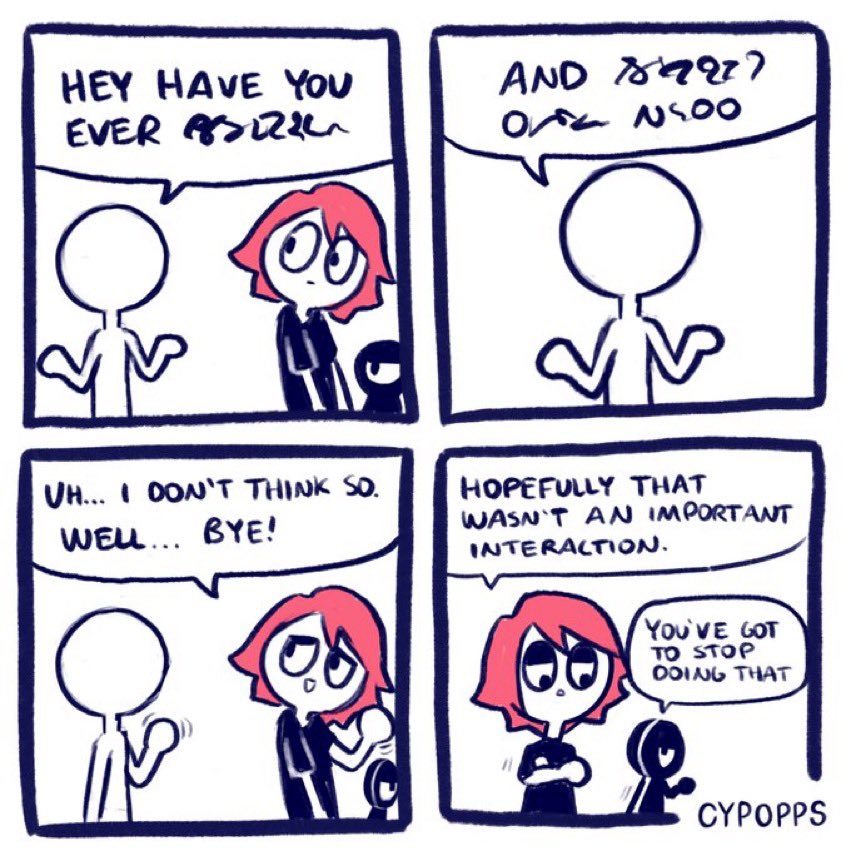 HEY HAVE YOU
EVER
AND
UH... I DON'T THINK SO.
WELL... BYE!
HOPEFULLY THAT
WASN'T AN IMPORTANT
INTERACTION.
YOU'VE GOT
TO STOP
DOING THAT
CYPOPPS